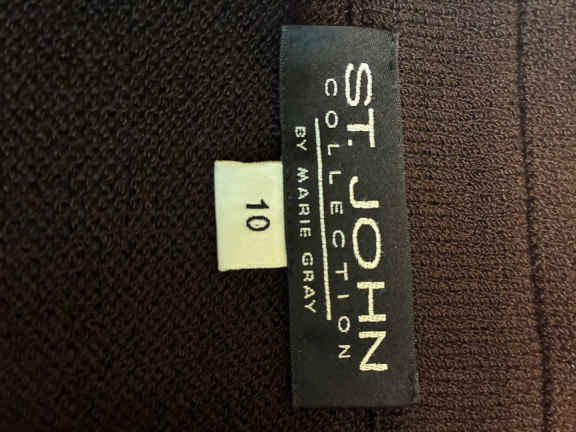 ST. JOHN
COLLECTION
BY MARIE GRAY
10